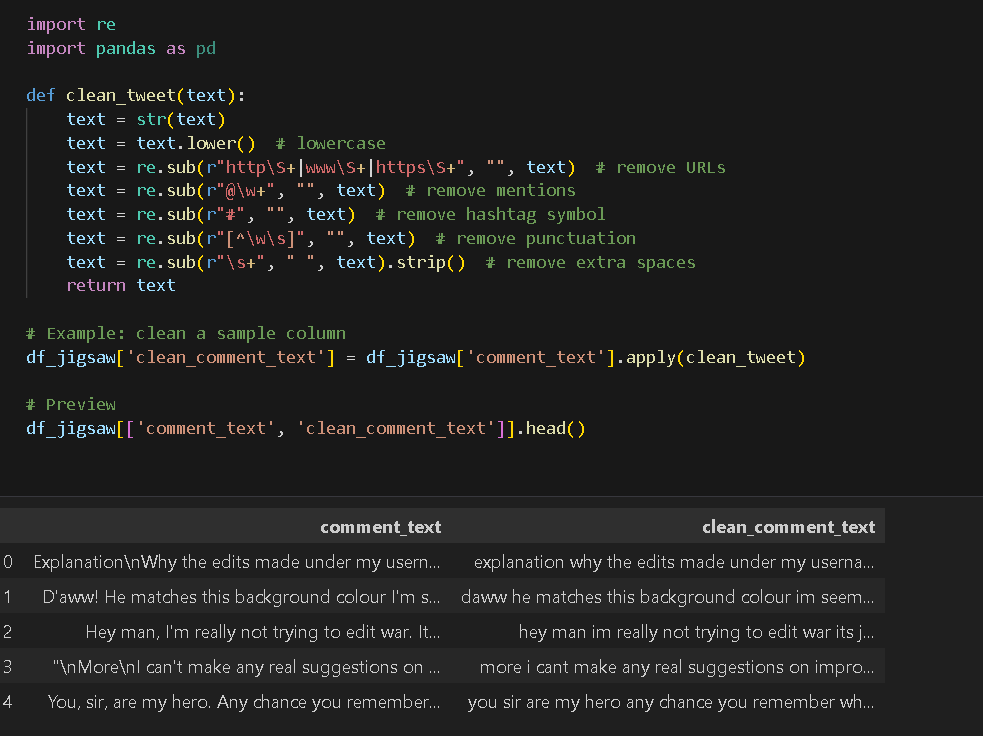 import re
import pandas as pd
def clean_tweet(text):
    text = str(text)
    text = text.lower()  # lowercase
    text = re.sub(r"http\S+|www\S+|https\S+", "", text)  # remove URLs
    text = re.sub(r"@\w+", "", text)  # remove mentions
    text = re.sub(r"#", "", text)  # remove hashtag symbol
    text = re.sub(r"[^\w\s]", "", text)  # remove punctuation
    text = re.sub(r"\s+", " ", text).strip()  # remove extra spaces
    return text
# Example: clean a sample column
df_jigsaw['clean_comment_text'] = df_jigsaw['comment_text'].apply(clean_tweet)
# Preview
df_jigsaw[['comment_text', 'clean_comment_text']].head()
comment_text clean_comment_text
0 Explanation\nWhy the edits made under my usern... explanation why the edits made under my userna...
1 D'aww! He matches this background colour I'm s... daww he matches this background colour im seem...
2 Hey man, I'm really not trying to edit war. It... hey man im really not trying to edit war its j...
3 "\nMore\nI can't make any real suggestions on ... more i cant make any real suggestions on impro...
4 You, sir, are my hero. Any chance you remember... you sir are my hero any chance you remember wh...